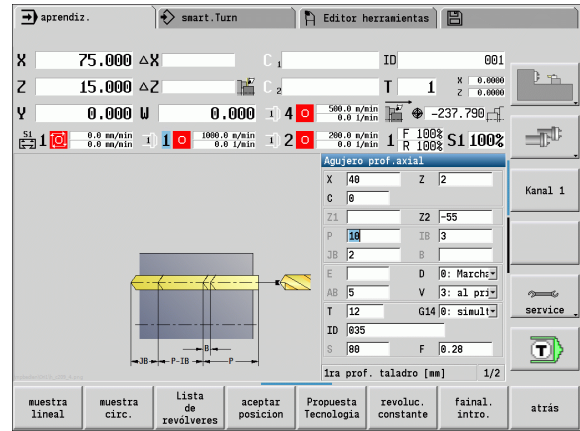 aprendiz.
smart.Turn
Editor herramientas
X 75.000 △X C 1 ID 001
Z 15.000 △Z C 2 T 1 X 0.0000 Z 0.0000
Y 0.000 U 0.000 4 500.0 m/min 0.0 1/min -237.790
S1 1 0.0 mm/min 0.0 mm/min 1 1000.0 m/min 0.0 1/min 2 200.0 m/min 0.0 1/min 1 F 100% R 100% S1 100%
Agujero prof.axial
X 40 Z 2
C 0
Z1 Z2 -55
P 10 IB 3
JB 2 B
E D 0: Marcha
AB 5 V 3: al pri
T 12 G14 0: simult
ID 035
S 80 F 0.28
1ra prof. taladro [mm] 1/2
B
JB P-IB P
Kanal 1
service
T
muestra lineal
muestra circ.
Lista de revólveres
aceptar posicion
Propuesta Tecnologia
revoluc. constante
fainal. intro.
atrás